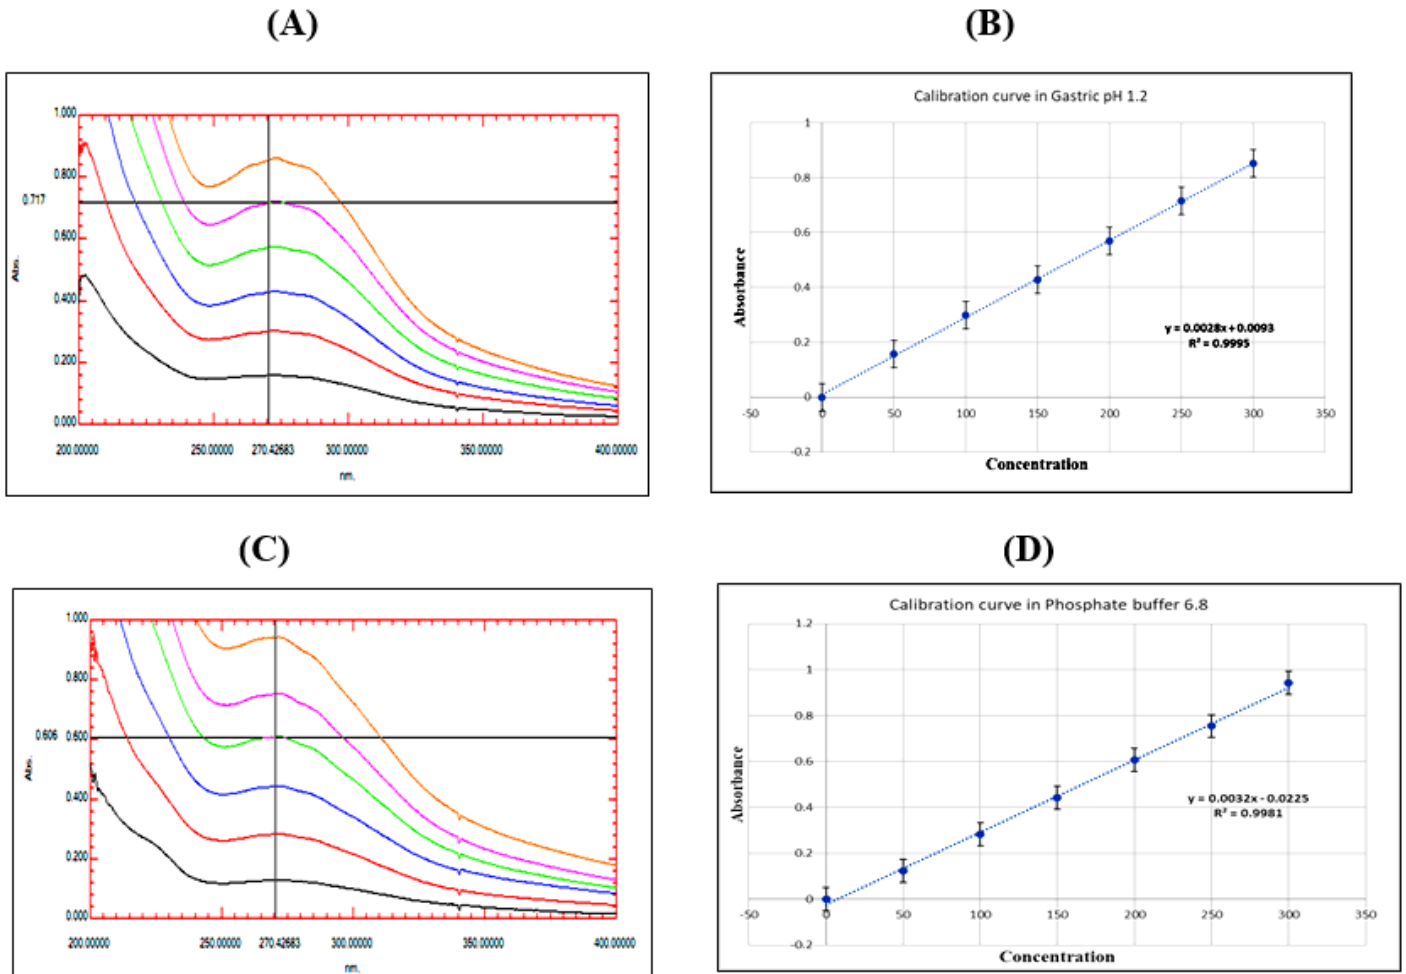 (A)
(B)
1.000
0.800
0.717
0.600
0.400
0.200
0.000
Abs.
200.00000 250.00000 270.42683 300.00000 350.00000 400.00000
nm.
Calibration curve in Gastric pH 1.2
1
0.8
0.6
0.4
0.2
0
-0.2
-50 0 50 100 150 200 250 300 350
Absorbance
y = 0.0028x + 0.0093
R² = 0.9995
Concentration
(C)
(D)
1.000
0.800
0.606 0.600
0.400
0.200
0.000
Abs.
200.00000 250.00000 270.42683 300.00000 350.00000 400.00000
nm.
Calibration curve in Phosphate buffer 6.8
1.2
1
0.8
0.6
0.4
0.2
0
-0.2
-50 0 50 100 150 200 250 300 350
Absorbance
y = 0.0032x - 0.0225
R² = 0.9981
Concentration